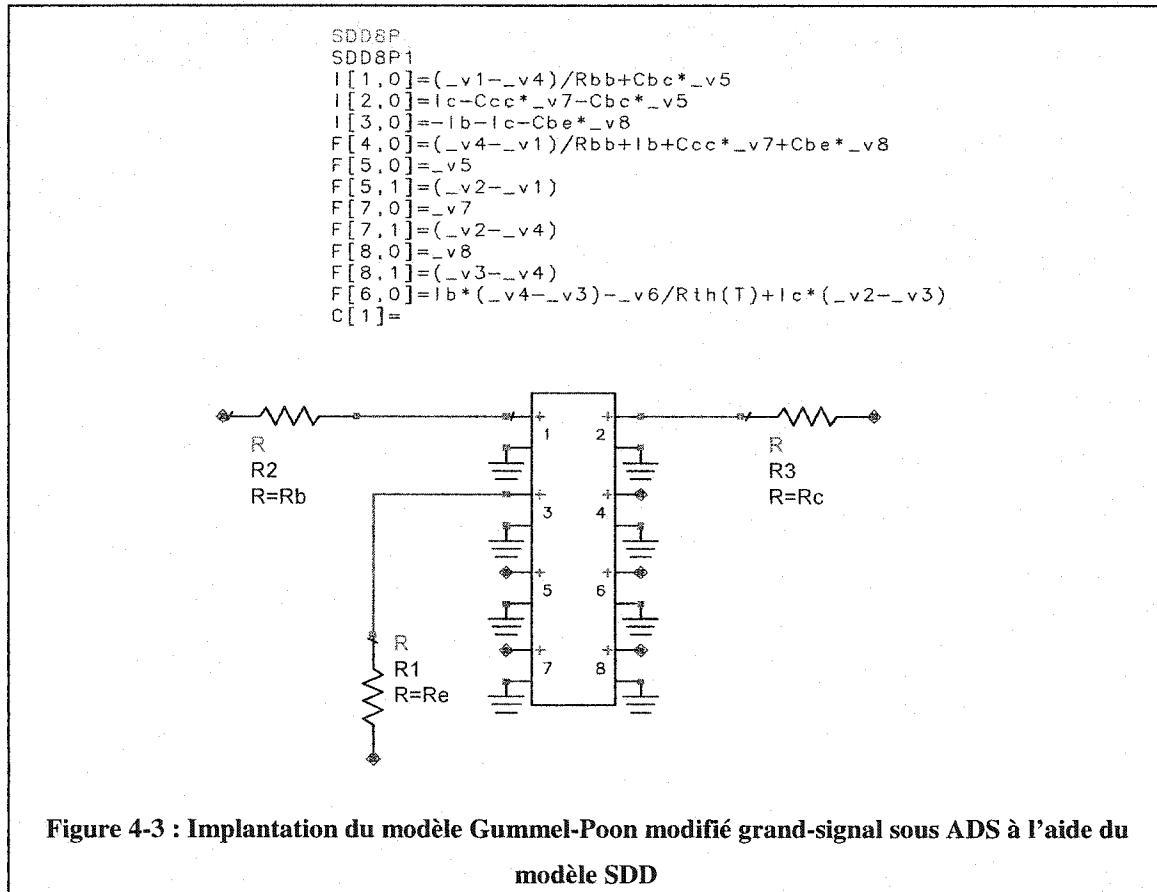 SDD8P
SDD8P1
I[1,0]=(_v1-_v4)/Rbb+Cbc*_v5
I[2,0]=Ic-Ccc*_v7-Cbc*_v5
I[3,0]=-Ib-Ic-Cbe*_v8
F[4,0]=(_v4-_v1)/Rbb+Ib+Ccc*_v7+Cbe*_v8
F[5,0]=_v5
F[5,1]=(_v2-_v1)
F[7,0]=_v7
F[7,1]=(_v2-_v4)
F[8,0]=_v8
F[8,1]=(_v3-_v4)
F[6,0]=Ib*(_v4-_v3)-_v6/Rth(T)+Ic*(_v2-_v3)
C[1]=
R
R2
R=Rb
1 2
R
R3
R=Rc
3 4
5 6
R
R1
R=Re
7 8
Figure 4-3 : Implantation du modèle Gummel-Poon modifié grand-signal sous ADS à l'aide du
modèle SDD